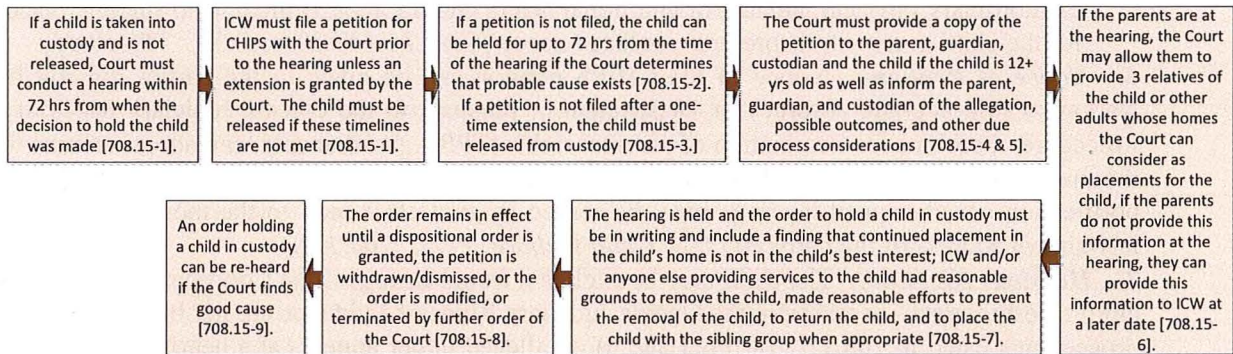 If a child is taken into
custody and is not
released, Court must
conduct a hearing within
72 hrs from when the
decision to hold the child
was made [708.15-1].
ICW must file a petition for
CHIPS with the Court prior
to the hearing unless an
extension is granted by the
Court. The child must be
released if these timelines
are not met [708.15-1].
If a petition is not filed, the child can
be held for up to 72 hrs from the time
of the hearing if the Court determines
that probable cause exists [708.15-2].
If a petition is not filed after a one-
time extension, the child must be
released from custody [708.15-3.]
The Court must provide a copy of the
petition to the parent, guardian,
custodian and the child if the child is 12+
yrs old as well as inform the parent,
guardian, and custodian of the allegation,
possible outcomes, and other due
process considerations [708.15-4 & 5].
If the parents are at
the hearing, the Court
may allow them to
provide 3 relatives of
the child or other
adults whose homes
the Court can
consider as
placements for the
child, if the parents
do not provide this
information at the
hearing, they can
provide this
information to ICW at
a later date [708.15-
6].
The hearing is held and the order to hold a child in custody must
be in writing and include a finding that continued placement in
the child's home is not in the child's best interest; ICW and/or
anyone else providing services to the child had reasonable
grounds to remove the child, made reasonable efforts to prevent
the removal of the child, to return the child, and to place the
child with the sibling group when appropriate [708.15-7].
The order remains in effect
until a dispositional order is
granted, the petition is
withdrawn/dismissed, or the
order is modified, or
terminated by further order of
the Court [708.15-8].
An order holding
a child in custody
can be re-heard
if the Court finds
good cause
[708.15-9].